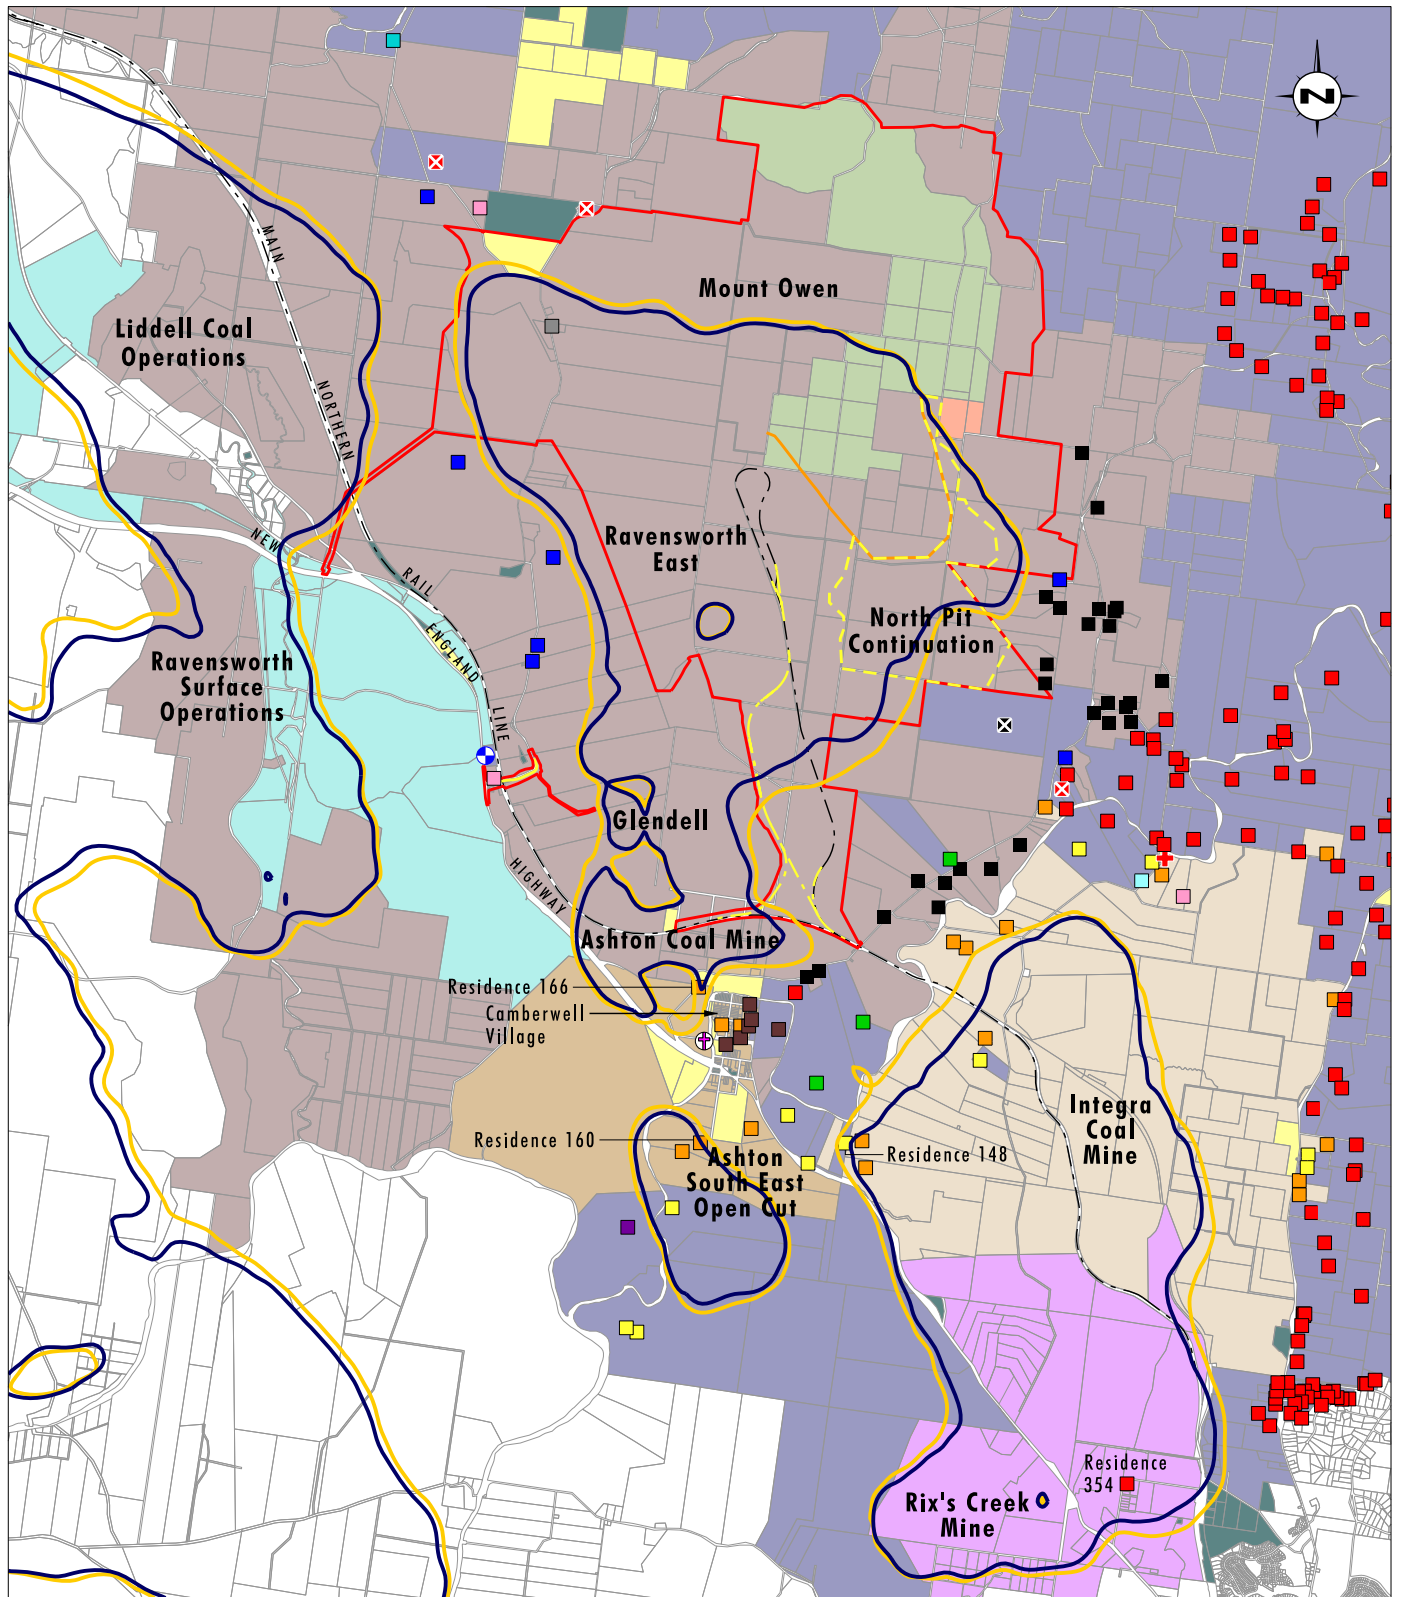 N
MAIN
Mount Owen
Liddell Coal
Operations
NORTHERN
NEW
Ravensworth
East
RAIL
ENGLAND
North Pit
Continuation
Ravensworth
Surface
Operations
LINE
Glendell
HIGHWAY
Ashton Coal Mine
Residence 166
Camberwell
Village
Integra
Coal
Mine
Residence 160
Residence 148
Ashton
South East
Open Cut
Residence
354
Rix's Creek
Mine